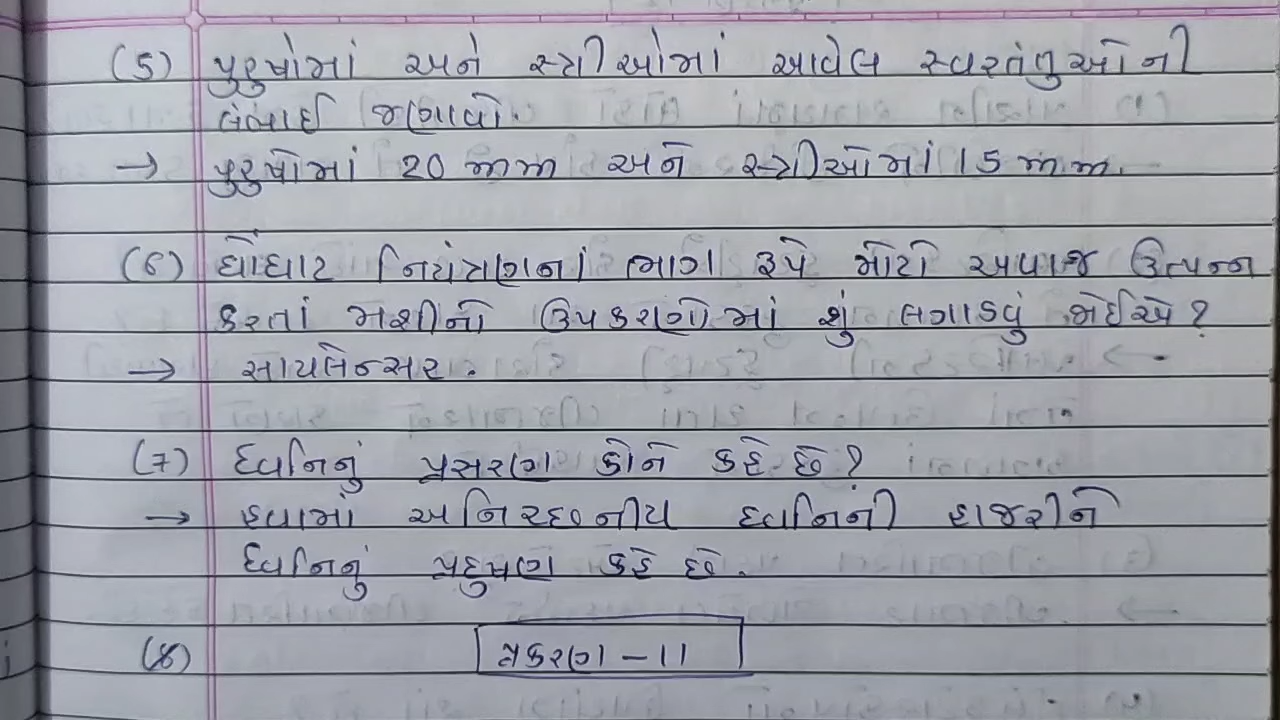 (5) પુરુષોમાં અને સ્ત્રીઓમાં આવેલ સ્વરતંતુઓની
લંબાઈ જણાવો.
→ પુરુષોમાં 20 મામ અને સ્ત્રીઓમાં 15 મામ.
(6) ઘોંઘાટ નિયંત્રણનાં ભાગ રૂપે મોટો અવાજ ઉત્પન્ન
કરતાં મશીનો ઉપકરણોમાં શું લગાડવું જોઈએ?
→ સાયલેન્સર.
(7) ધ્વનિનું પ્રસરણ કોને કહે છે?
→ હવામાં અનિચ્છનીય ધ્વનિની હાજરીને
ધ્વનિનું પ્રદુષણ કહે છે.
(8) પ્રકરણ - 11